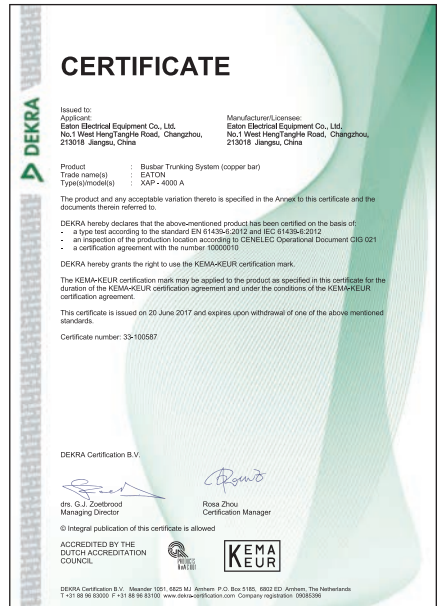 DEKRA
CERTIFICATE
Issued to:
Applicant: Manufacturer/Licensee:
Eaton Electrical Equipment Co., Ltd. Eaton Electrical Equipment Co., Ltd.
No.1 West HengTangHe Road, Changzhou, No.1 West HengTangHe Road, Changzhou,
213018 Jiangsu, China 213018 Jiangsu, China
Product : Busbar Trunking System (copper bar)
Trade name(s) : EATON
Type(s)/model(s) : XAP - 4000 A
The product and any acceptable variation thereto is specified in the Annex to this certificate and the
documents therein referred to.
DEKRA hereby declares that the above-mentioned product has been certified on the basis of:
- a type test according to the standard EN 61439-6:2012 and IEC 61439-6:2012
- an inspection of the production location according to CENELEC Operational Document CIG 021
- a certification agreement with the number 10000010
DEKRA hereby grants the right to use the KEMA-KEUR certification mark.
The KEMA-KEUR certification mark may be applied to the product as specified in this certificate for the
duration of the KEMA-KEUR certification agreement and under the conditions of the KEMA-KEUR
certification agreement.
This certificate is issued on 20 June 2017 and expires upon withdrawal of one of the above mentioned
standards.
Certificate number: 33-100587
DEKRA Certification B.V.
drs. G.J. Zoetbrood Rosa Zhou
Managing Director Certification Manager
© Integral publication of this certificate is allowed
ACCREDITED BY THE
DUTCH ACCREDITATION
COUNCIL
PRODUCTS
KEMA
KEUR
DEKRA Certification B.V. Meander 1051, 6825 MJ Arnhem P.O. Box 5185, 6802 ED Arnhem, The Netherlands
T +31 88 96 83000 F +31 88 96 83100 www.dekra-certification.com Company registration 09085396